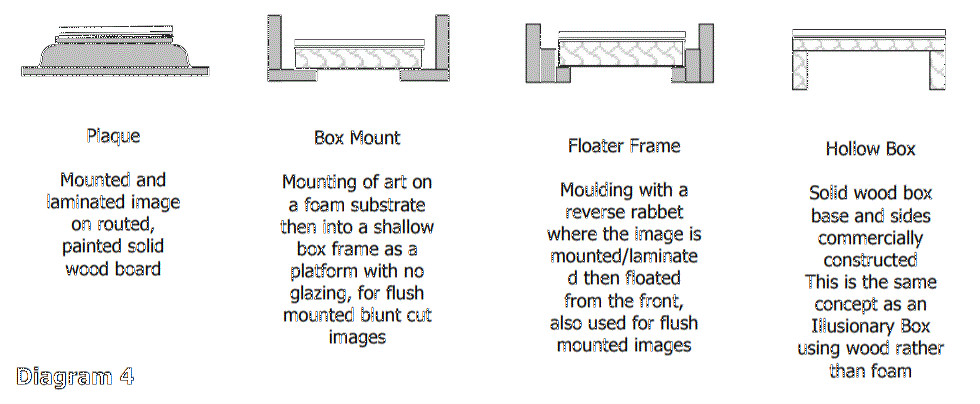 Plaque
Mounted and
laminated image
on routed,
painted solid
wood board
Box Mount
Mounting of art on
a foam substrate
then into a shallow
box frame as a
platform with no
glazing, for flush
mounted blunt cut
images
Floater Frame
Moulding with a
reverse rabbet
where the image is
mounted/laminate
d then floated
from the front,
also used for flush
mounted images
Hollow Box
Solid wood box
base and sides
commercially
constructed
This is the same
concept as an
Illusionary Box
using wood rather
than foam
Diagram 4